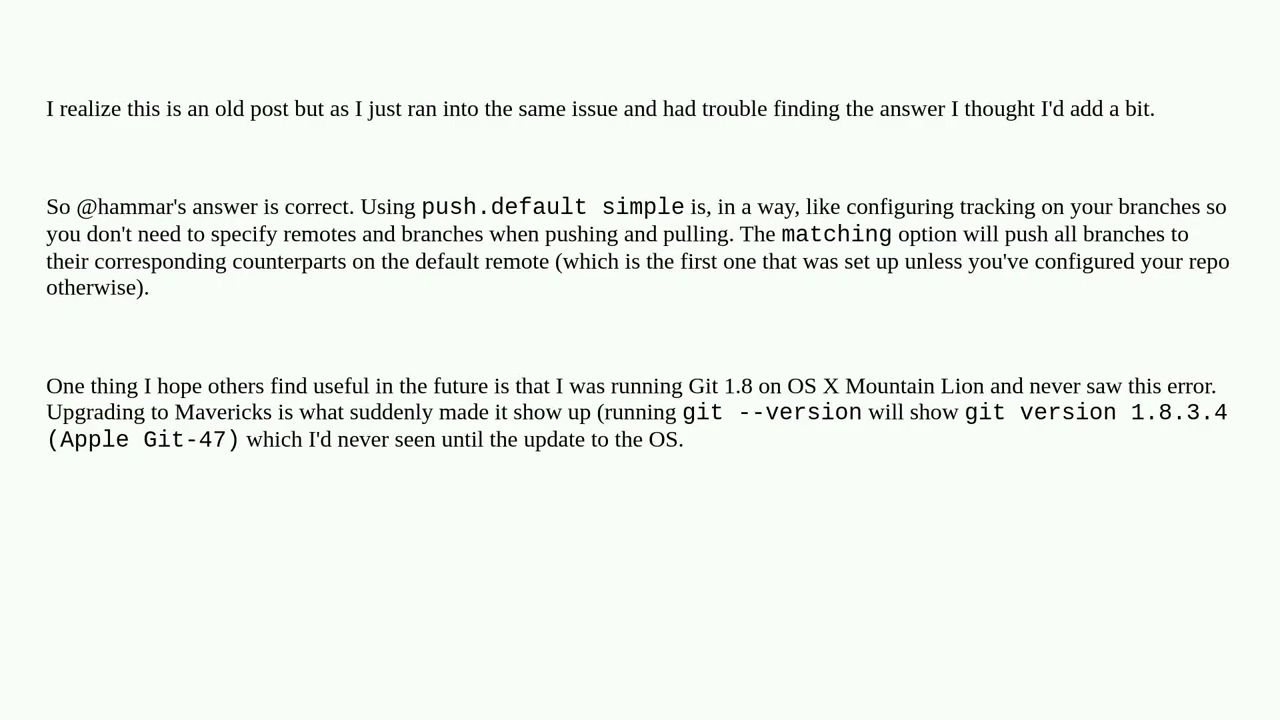 I realize this is an old post but as I just ran into the same issue and had trouble finding the answer I thought I'd add a bit.
So @hammar's answer is correct. Using push.default simple is, in a way, like configuring tracking on your branches so
you don't need to specify remotes and branches when pushing and pulling. The matching option will push all branches to
their corresponding counterparts on the default remote (which is the first one that was set up unless you've configured your repo
otherwise).
One thing I hope others find useful in the future is that I was running Git 1.8 on OS X Mountain Lion and never saw this error.
Upgrading to Mavericks is what suddenly made it show up (running git --version will show git version 1.8.3.4
(Apple Git-47) which I'd never seen until the update to the OS.